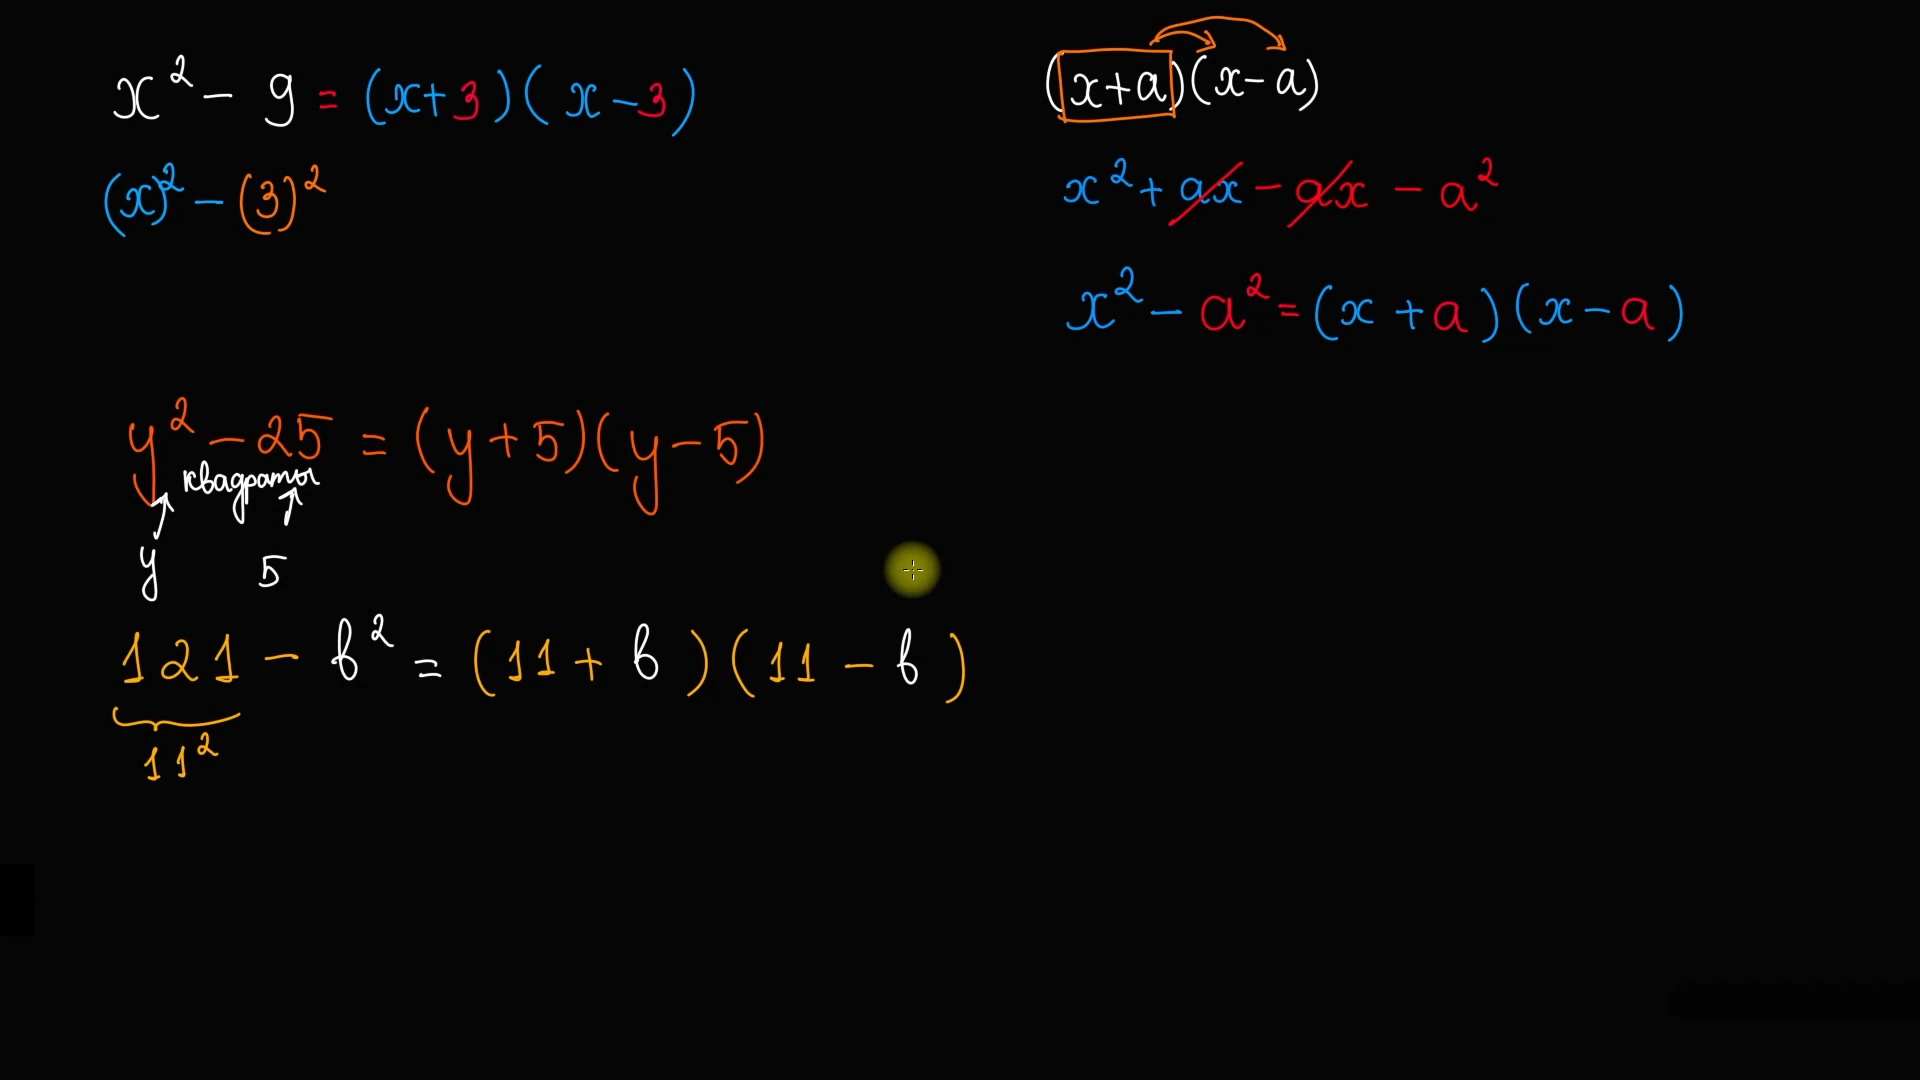 x² - 9 = (x + 3)(x - 3)
(x)² - (3)²
(x+a)(x-a)
x² + ax - ax - a²
x² - a² = (x + a)(x - a)
y² - 25 = (y + 5)(y - 5)
квадраты
y 5
121 - b² = (11 + b)(11 - b)
11²